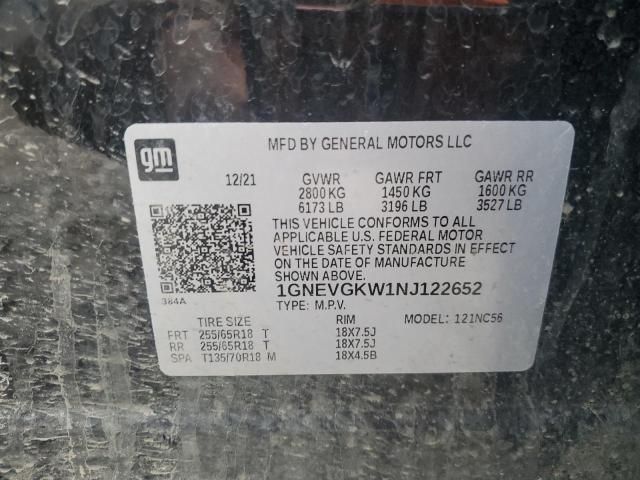 gm
MFD BY GENERAL MOTORS LLC
12/21 GVWR GAWR FRT GAWR RR
2800 KG 1450 KG 1600 KG
6173 LB 3196 LB 3527 LB
THIS VEHICLE CONFORMS TO ALL
APPLICABLE U.S. FEDERAL MOTOR
VEHICLE SAFETY STANDARDS IN EFFECT
ON THE DATE OF MANUFACTURE
SHOWN ABOVE.
384A
1GNEVGKW1NJ122652
TYPE: M.P.V. MODEL: 121NC56
TIRE SIZE RIM
FRT 255/65R18 T 18X7.5J
RR 255/65R18 T 18X7.5J
SPA T135/70R18 M 18X4.5B